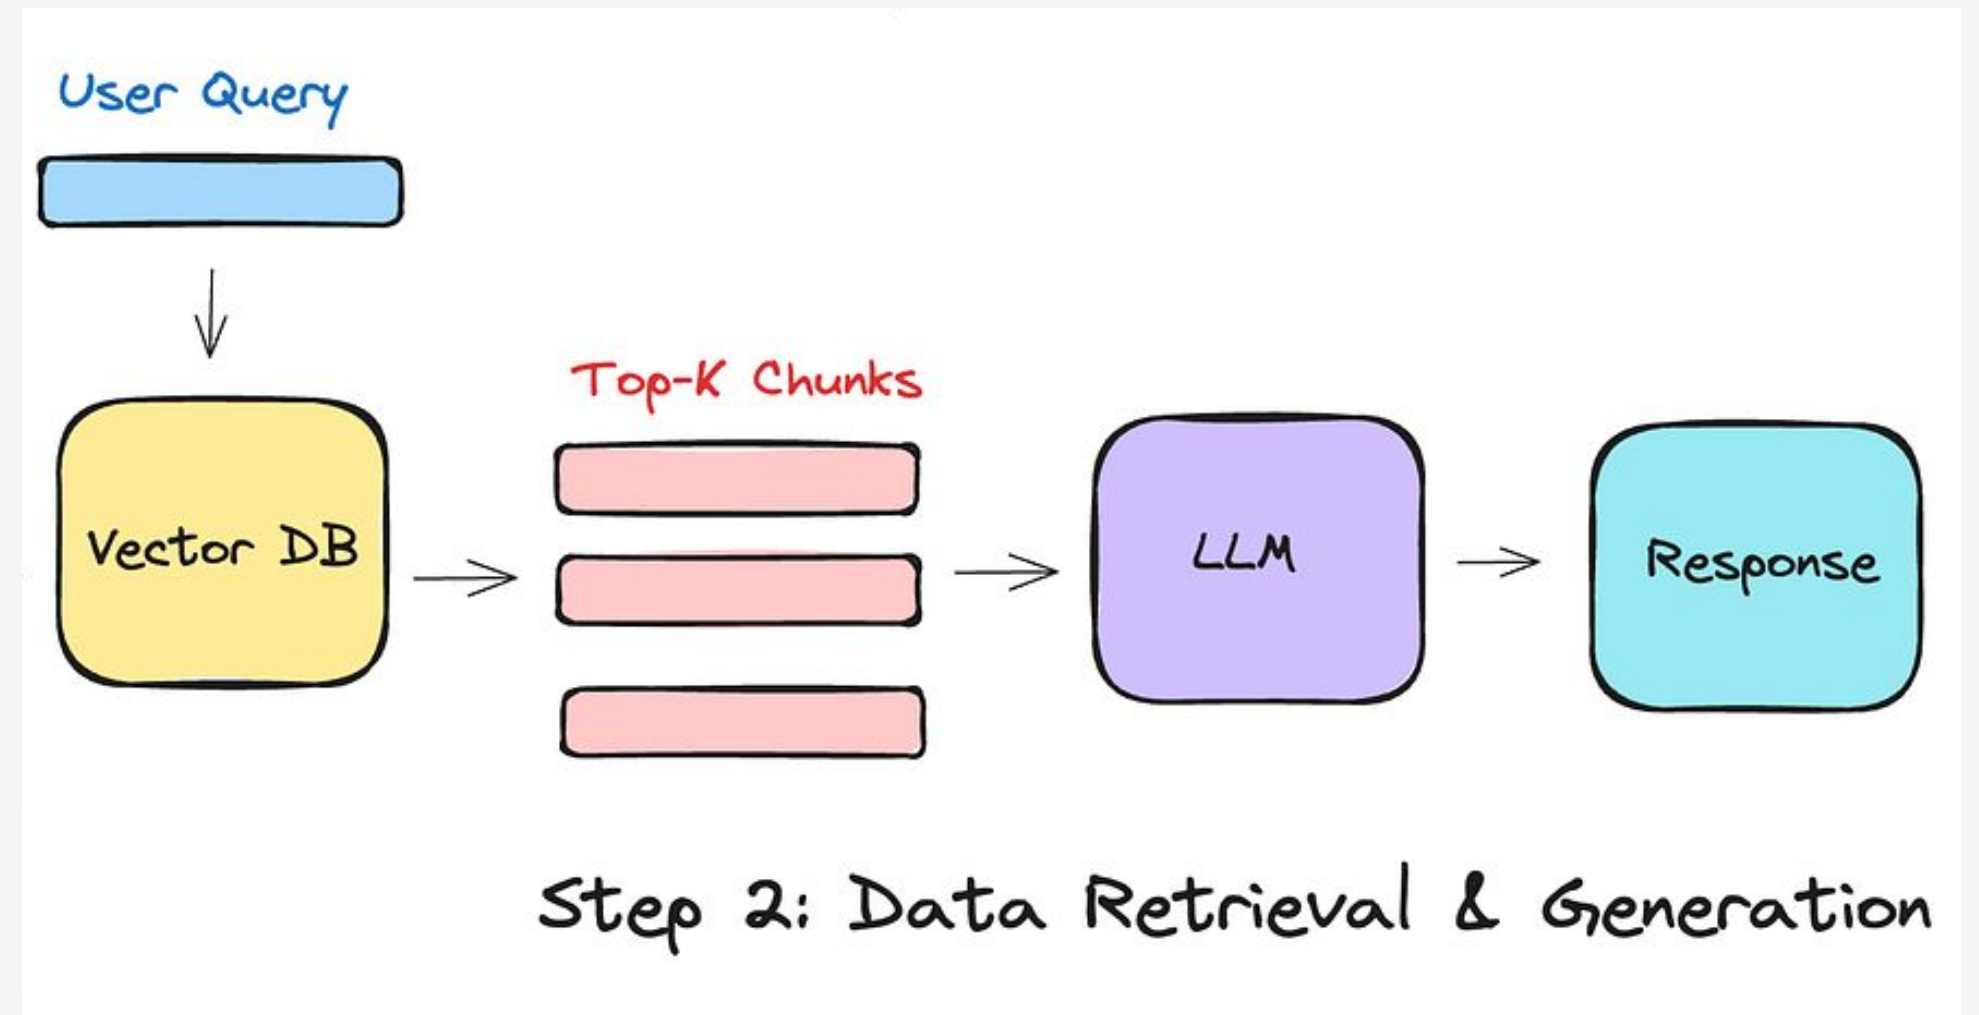 User Query
Top-K Chunks
Vector DB
LLM
Response
Step 2: Data Retrieval & Generation